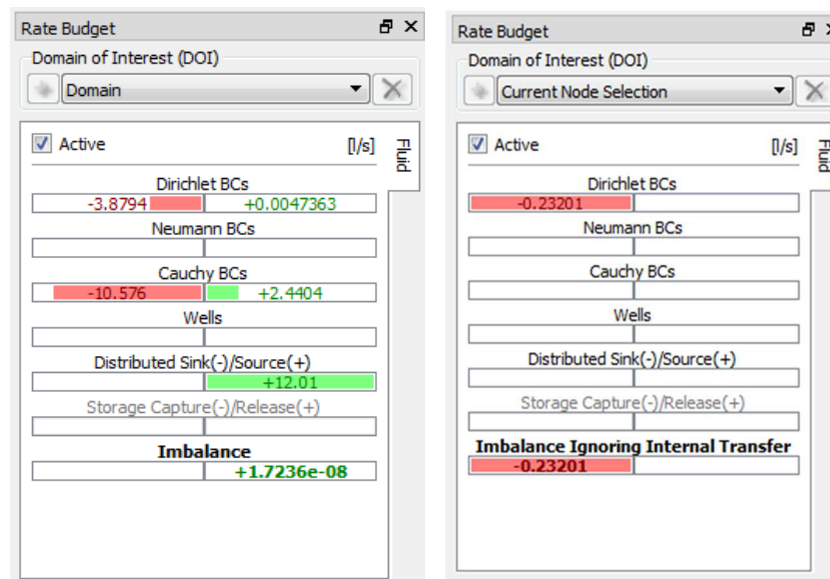 Rate Budget
Domain of Interest (DOI)
Domain
Active [l/s]
Fluid
Dirichlet BCs
-3.8794 +0.0047363
Neumann BCs
Cauchy BCs
-10.576 +2.4404
Wells
Distributed Sink(-)/Source(+)
+12.01
Storage Capture(-)/Release(+)
Imbalance
+1.7236e-08
Rate Budget
Domain of Interest (DOI)
Current Node Selection
Active [l/s]
Fluid
Dirichlet BCs
-0.23201
Neumann BCs
Cauchy BCs
Wells
Distributed Sink(-)/Source(+)
Storage Capture(-)/Release(+)
Imbalance Ignoring Internal Transfer
-0.23201